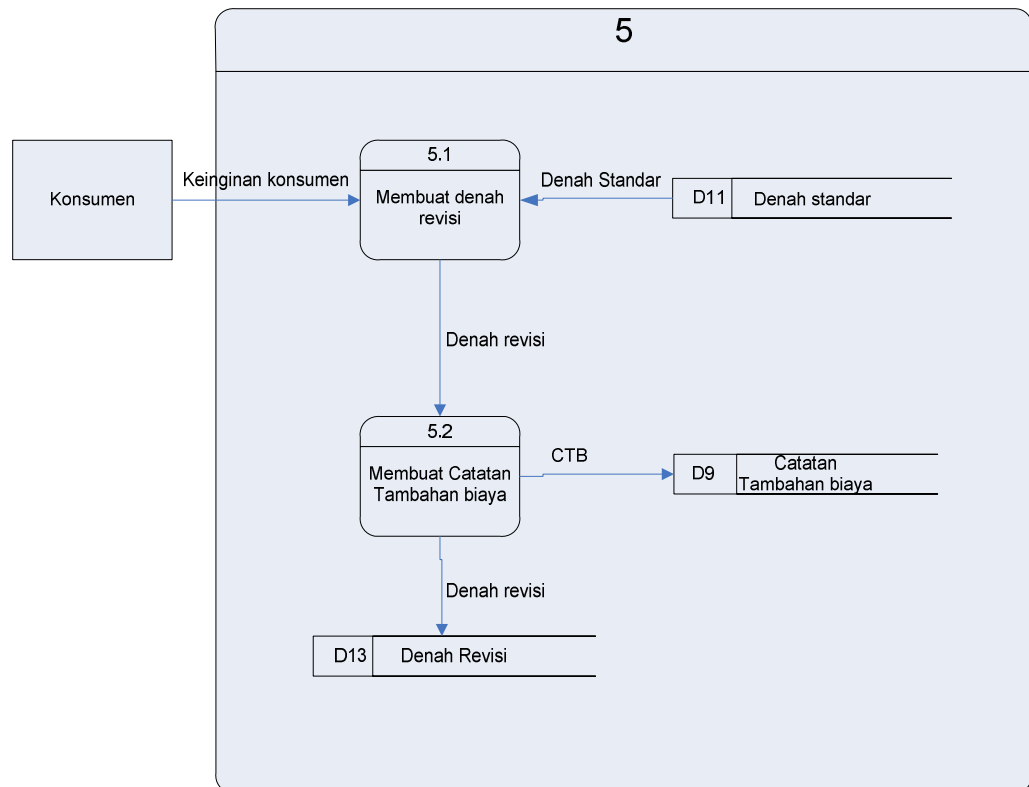 5
5.1
Konsumen
Keinginan konsumen
Membuat denah
revisi
Denah Standar
D11
Denah standar
Denah revisi
5.2
Membuat Catatan
Tambahan biaya
CTB
D9
Catatan
Tambahan biaya
Denah revisi
D13
Denah Revisi